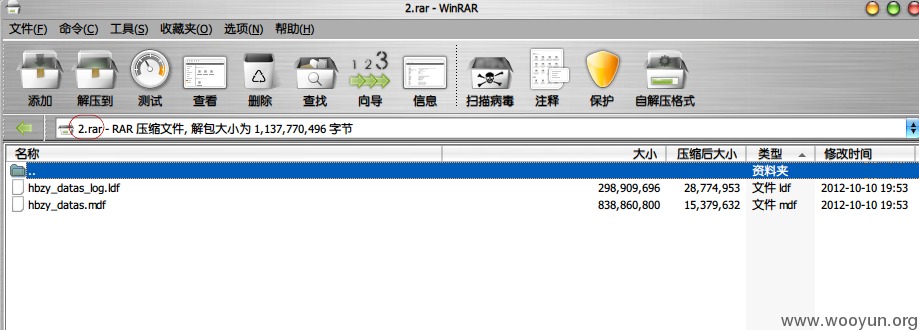 2.rar - WinRAR
文件(F) 命令(C) 工具(S) 收藏夹(O) 选项(N) 帮助(H)
1 2 3
添加 解压到 测试 查看 删除 查找 向导 信息 扫描病毒 注释 保护 自解压格式
2.rar - RAR 压缩文件, 解包大小为 1,137,770,496 字节
名称 大小 压缩后大小 类型 修改时间
.. 资料夹
hbzy_datas_log.ldf 298,909,696 28,774,953 文件 ldf 2012-10-10 19:53
hbzy_datas.mdf 838,860,800 15,379,632 文件 mdf 2012-10-10 19:53
www.wooyun.org